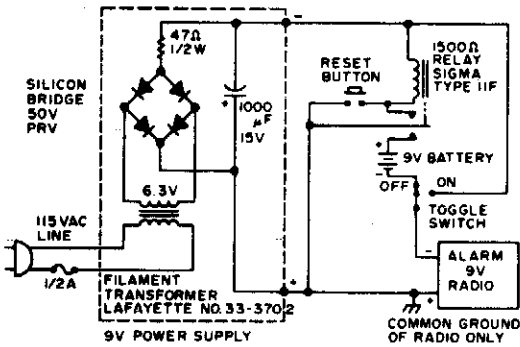 47Ω
1/2W
SILICON
BRIDGE
50V
PRV
+
1000
μF
15V
6.3V
115VAC
LINE
1/2A
FILAMENT
TRANSFORMER
LAFAYETTE NO. 33-3702
9V POWER SUPPLY
-
+
RESET
BUTTON
1500Ω
RELAY
SIGMA
TYPE 11F
+
9V BATTERY
-
OFF
ON
TOGGLE
SWITCH
-
ALARM
9V
RADIO
+
COMMON GROUND
OF RADIO ONLY